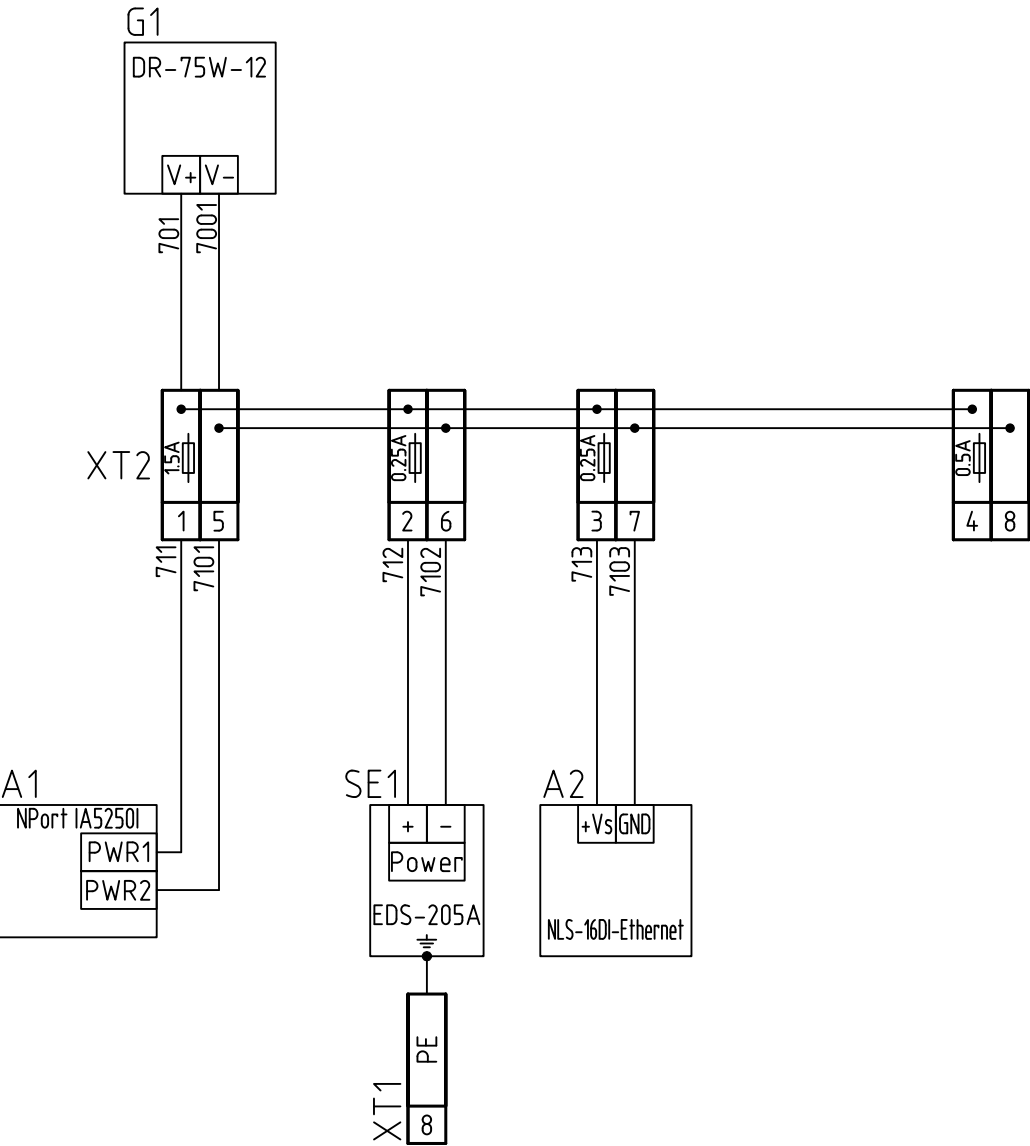 G1
DR-75W-12
V+ V-
701
7001
XT2
1.5A
0.25A
0.25A
0.5A
1 5 2 6 3 7 4 8
711
7101
712
7102
713
7103
A1
NPort IA5250I
PWR1
PWR2
SE1
+ -
Power
EDS-205A
A2
+Vs GND
NLS-16DI-Ethernet
PE
XT1
8